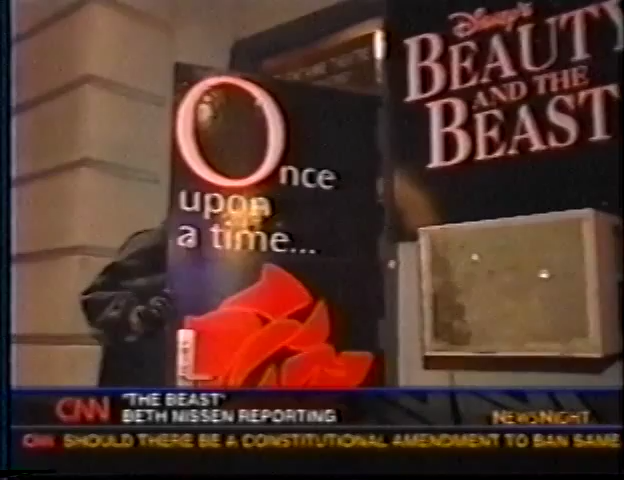 Disney's
BEAUTY
AND THE
BEAST
Once
upon
a time...
CNN
"THE BEAST"
BETH NISSEN REPORTING
NEWSNIGHT
CNN SHOULD THERE BE A CONSTITUTIONAL AMENDMENT TO BAN SAME